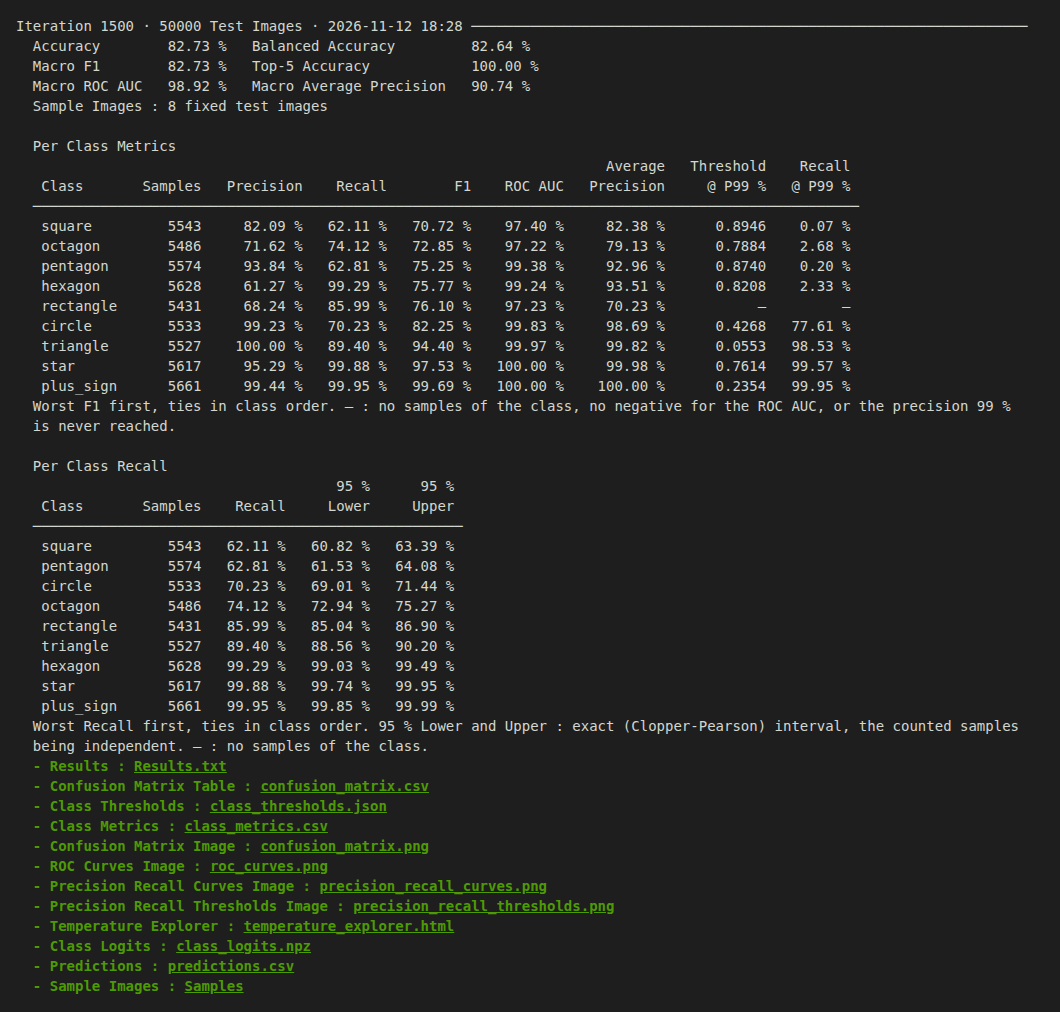 Iteration 1500 · 50000 Test Images · 2026-11-12 18:28
Accuracy 82.73 % Balanced Accuracy 82.64 %
Macro F1 82.73 % Top-5 Accuracy 100.00 %
Macro ROC AUC 98.92 % Macro Average Precision 90.74 %
Sample Images : 8 fixed test images
Per Class Metrics
Average Threshold Recall
Class Samples Precision Recall F1 ROC AUC Precision @ P99 % @ P99 %
square 5543 82.09 % 62.11 % 70.72 % 97.40 % 82.38 % 0.8946 0.07 %
octagon 5486 71.62 % 74.12 % 72.85 % 97.22 % 79.13 % 0.7884 2.68 %
pentagon 5574 93.84 % 62.81 % 75.25 % 99.38 % 92.96 % 0.8740 0.20 %
hexagon 5628 61.27 % 99.29 % 75.77 % 99.24 % 93.51 % 0.8208 2.33 %
rectangle 5431 68.24 % 85.99 % 76.10 % 97.23 % 70.23 % — —
circle 5533 99.23 % 70.23 % 82.25 % 99.83 % 98.69 % 0.4268 77.61 %
triangle 5527 100.00 % 89.40 % 94.40 % 99.97 % 99.82 % 0.0553 98.53 %
star 5617 95.29 % 99.88 % 97.53 % 100.00 % 99.98 % 0.7614 99.57 %
plus_sign 5661 99.44 % 99.95 % 99.69 % 100.00 % 100.00 % 0.2354 99.95 %
Worst F1 first, ties in class order. — : no samples of the class, no negative for the ROC AUC, or the precision 99 %
is never reached.
Per Class Recall
95 % 95 %
Class Samples Recall Lower Upper
square 5543 62.11 % 60.82 % 63.39 %
pentagon 5574 62.81 % 61.53 % 64.08 %
circle 5533 70.23 % 69.01 % 71.44 %
octagon 5486 74.12 % 72.94 % 75.27 %
rectangle 5431 85.99 % 85.04 % 86.90 %
triangle 5527 89.40 % 88.56 % 90.20 %
hexagon 5628 99.29 % 99.03 % 99.49 %
star 5617 99.88 % 99.74 % 99.95 %
plus_sign 5661 99.95 % 99.85 % 99.99 %
Worst Recall first, ties in class order. 95 % Lower and Upper : exact (Clopper-Pearson) interval, the counted samples
being independent. — : no samples of the class.
- Results : Results.txt
- Confusion Matrix Table : confusion_matrix.csv
- Class Thresholds : class_thresholds.json
- Class Metrics : class_metrics.csv
- Confusion Matrix Image : confusion_matrix.png
- ROC Curves Image : roc_curves.png
- Precision Recall Curves Image : precision_recall_curves.png
- Precision Recall Thresholds Image : precision_recall_thresholds.png
- Temperature Explorer : temperature_explorer.html
- Class Logits : class_logits.npz
- Predictions : predictions.csv
- Sample Images : Samples